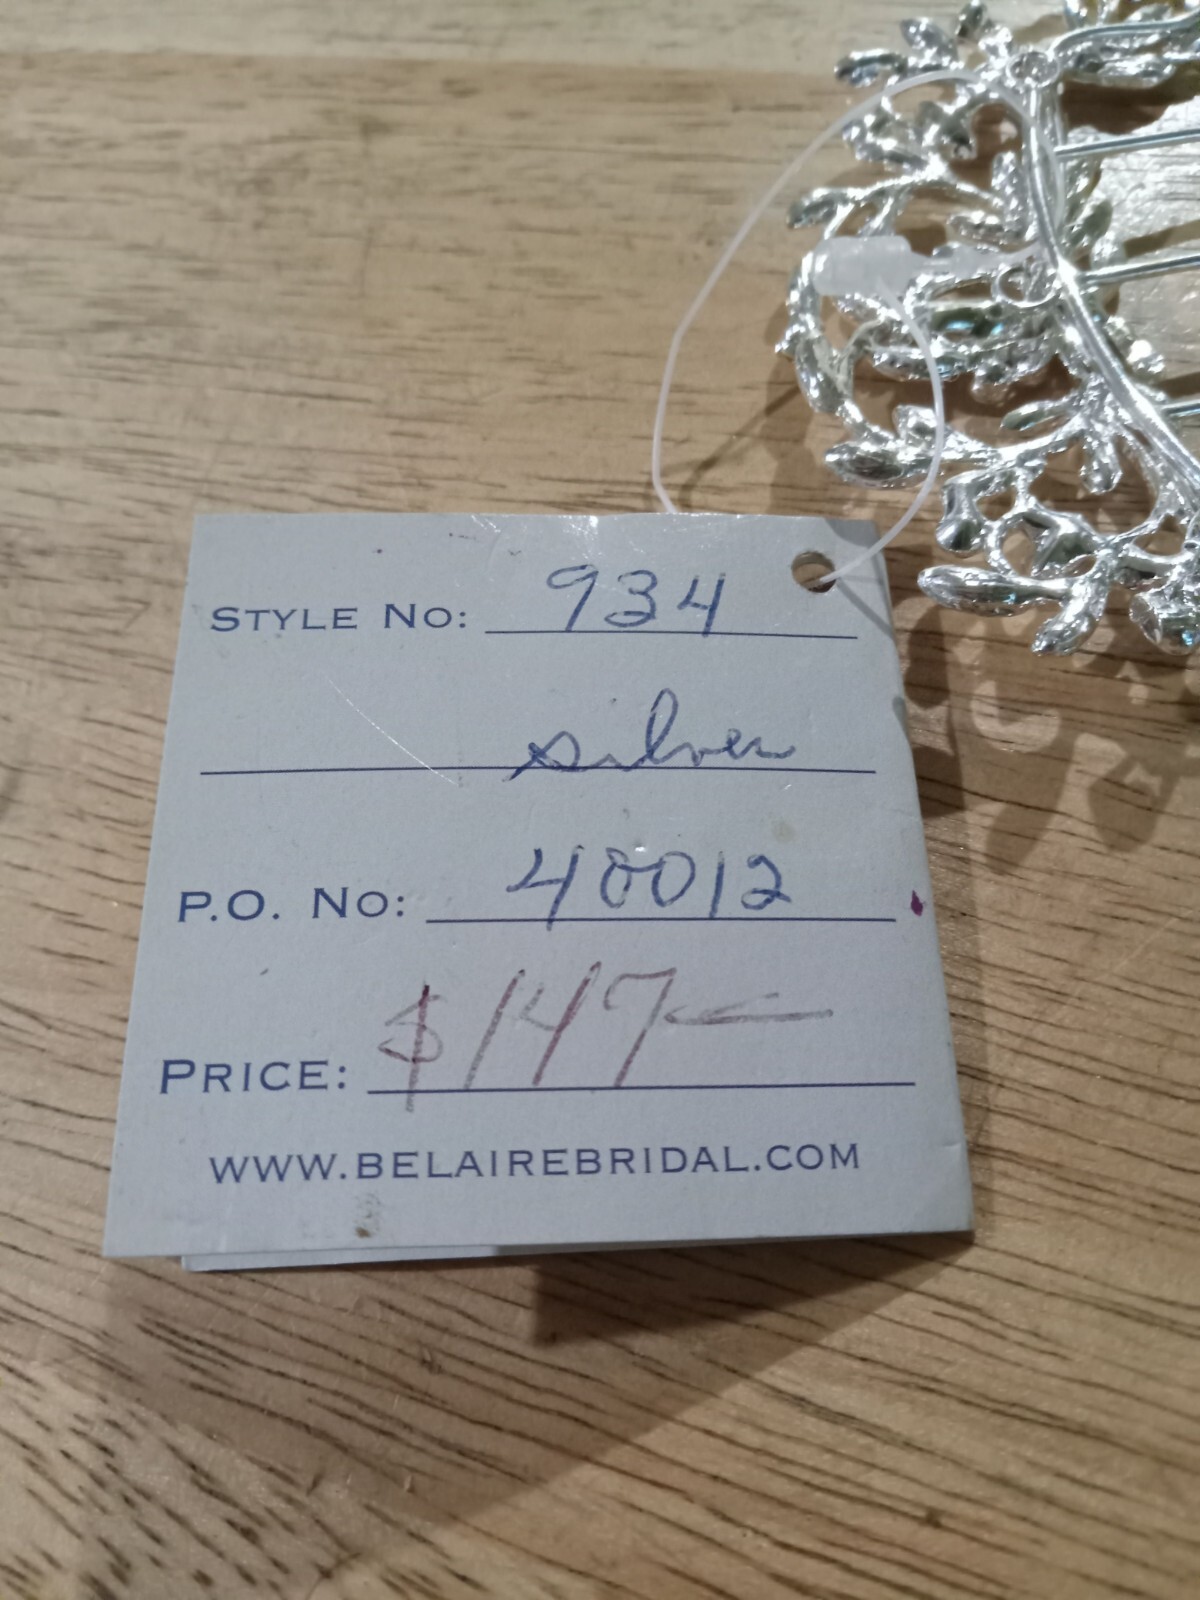 STYLE NO: 934
silver
P.O. NO: 40012
PRICE: $147-
WWW.BELAIREBRIDAL.COM